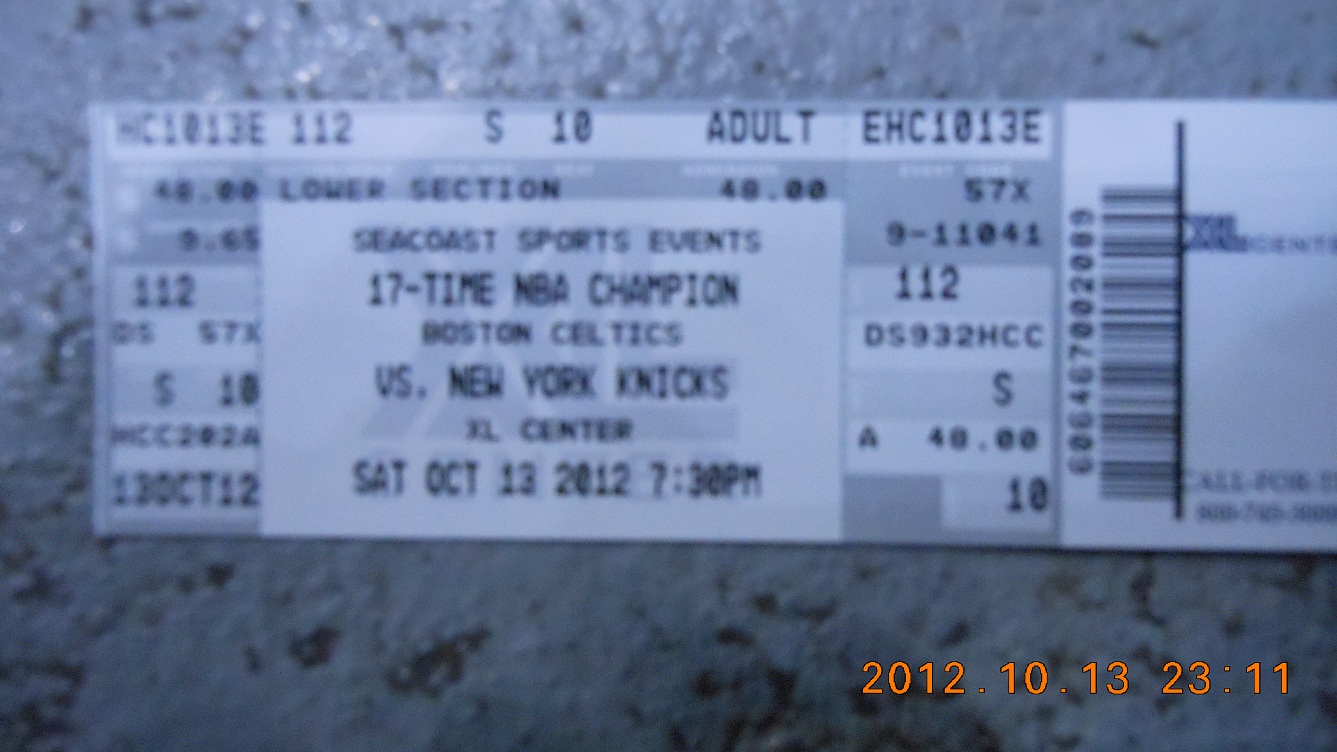 HC1013E 112 S 10 ADULT EHC1013E
48.00 LOWER SECTION 48.00 57X
9.65 SEACOAST SPORTS EVENTS 9-11041
112 17-TIME NBA CHAMPION 112
DS 57X BOSTON CELTICS DS932HCC
S 10 VS. NEW YORK KNICKS S
HCC202A XL CENTER A 48.00
13OCT12 SAT OCT 13 2012 7:30PM 10
CALL-FOR-T
2012.10.13 23:11